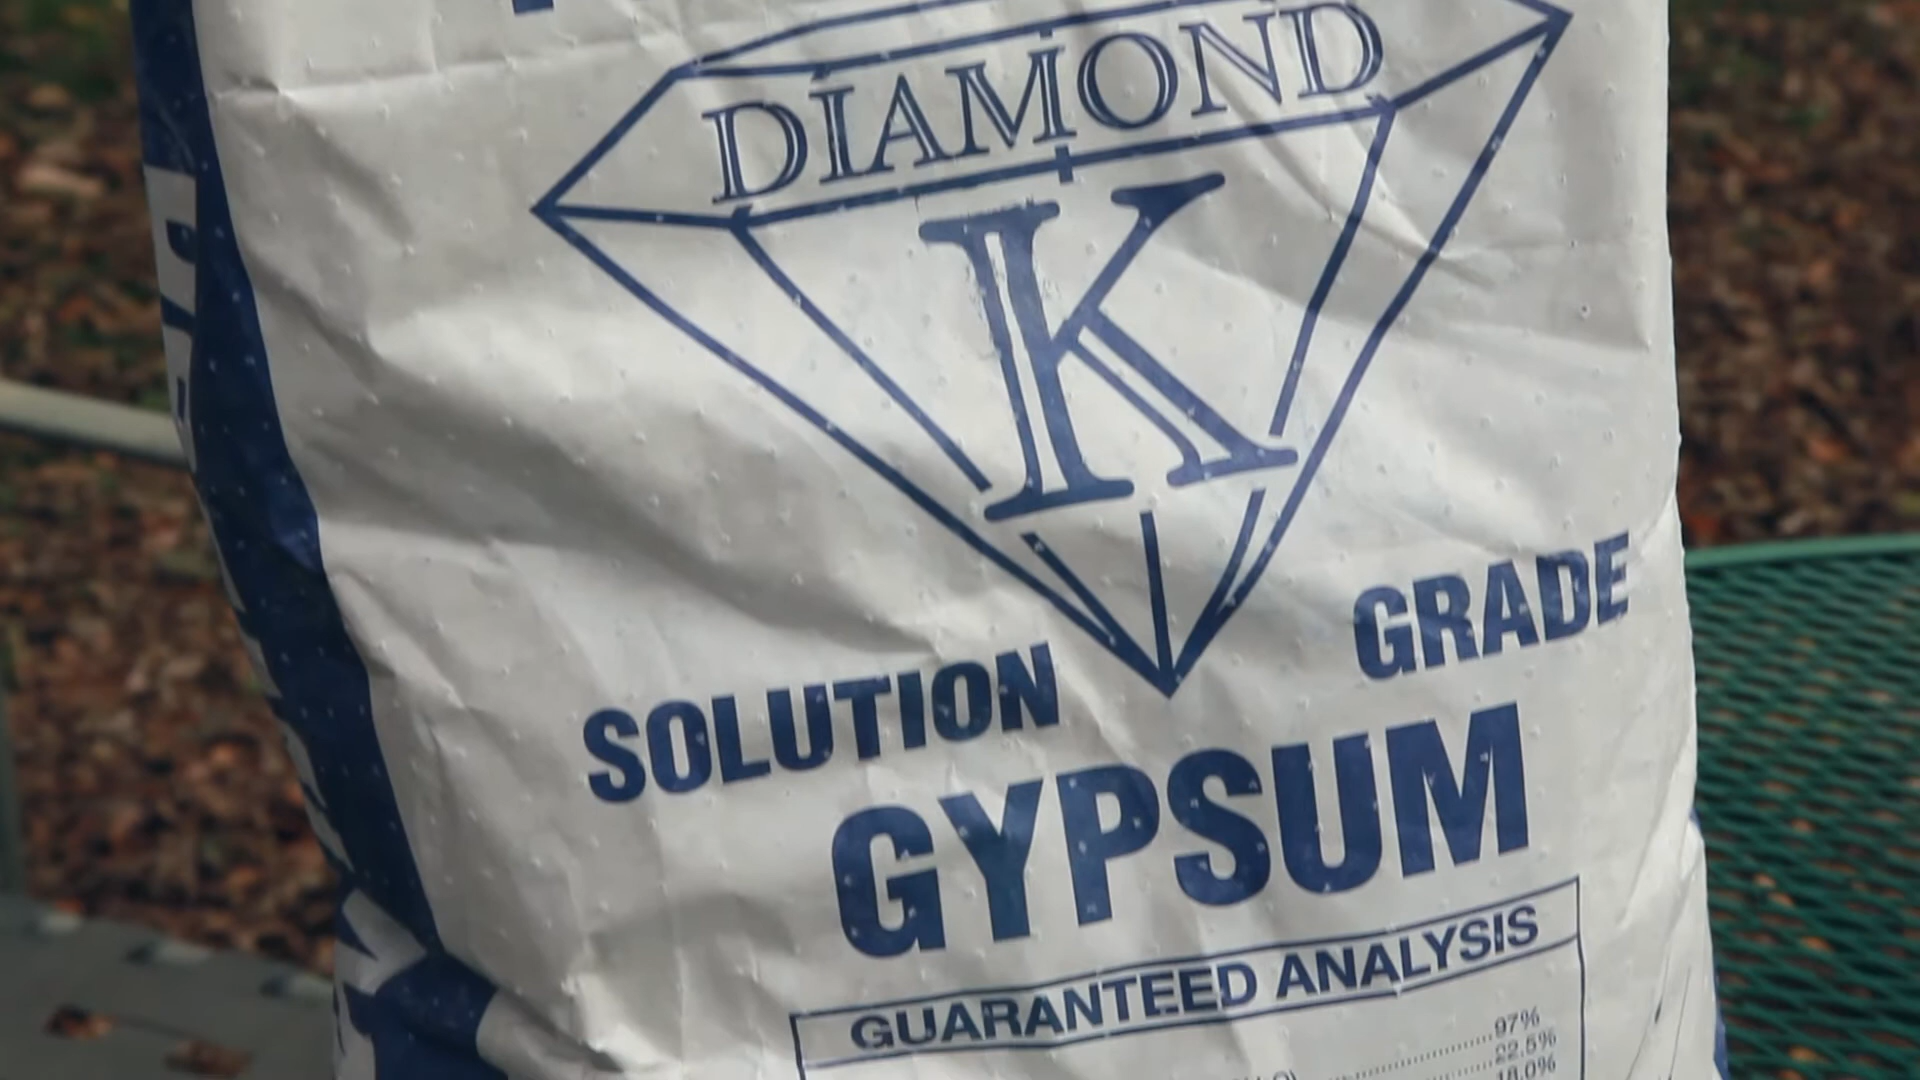 DIAMOND
K
SOLUTION GRADE
GYPSUM
GUARANTEED ANALYSIS
97%
22.5%
18.0%